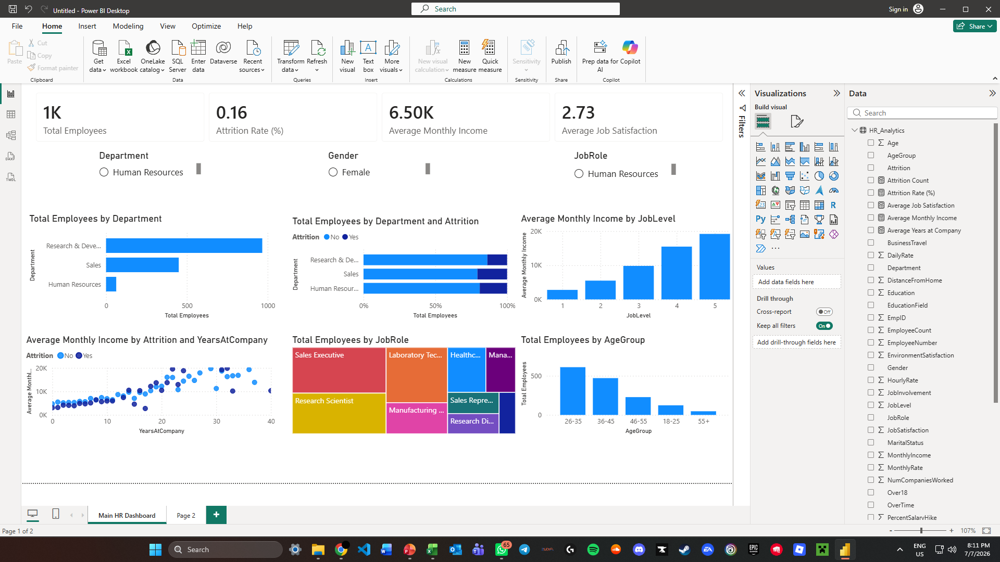 Untitled - Power BI Desktop
Search
Sign in
File Home Insert Modeling View Optimize Help
Share
Paste
Cut
Copy
Format painter
Clipboard
Get data
Excel workbook
OneLake catalog
SQL Server
Enter data
Dataverse
Recent sources
Data
Transform data
Refresh
Queries
New visual
Text box
More visuals
Insert
New visual calculation
New measure
Quick measure
Calculations
Sensitivity
Sensitivity
Publish
Share
Prep data for AI
Copilot
Copilot
1K
Total Employees
0.16
Attrition Rate (%)
6.50K
Average Monthly Income
2.73
Average Job Satisfaction
Department
Human Resources
Gender
Female
JobRole
Human Resources
Total Employees by Department
Department
Research & Deve...
Sales
Human Resources
0 500 1000
Total Employees
Total Employees by Department and Attrition
Attrition No Yes
Department
Research & De...
Sales
Human Resour...
0% 50% 100%
Total Employees
Average Monthly Income by JobLevel
Average Monthly Income
20K
10K
0K
1 2 3 4 5
JobLevel
Average Monthly Income by Attrition and YearsAtCompany
Attrition No Yes
Average Monthl...
20K
10K
0K
0 10 20 30 40
YearsAtCompany
Total Employees by JobRole
Sales Executive
Research Scientist
Laboratory Tec...
Manufacturing ...
Healthc...
Mana...
Sales Repre...
Research Di...
Total Employees by AgeGroup
Total Employees
500
0
26-35 36-45 46-55 18-25 55+
AgeGroup
Filters
Visualizations
Build visual
123
R
Py
Values
Add data fields here
Drill through
Cross-report
Off
Keep all filters
On
Add drill-through fields here
Data
Search
HR_Analytics
Age
AgeGroup
Attrition
Attrition Count
Attrition Rate (%)
Average Job Satisfaction
Average Monthly Income
Average Years at Company
BusinessTravel
DailyRate
Department
DistanceFromHome
Education
EducationField
EmpID
EmployeeCount
EmployeeNumber
EnvironmentSatisfaction
Gender
HourlyRate
JobInvolvement
JobLevel
JobRole
JobSatisfaction
MaritalStatus
MonthlyIncome
MonthlyRate
NumCompaniesWorked
Over18
OverTime
PercentSalaryHike
DAX
TMDL
Main HR Dashboard
Page 2
Page 1 of 2
107%
Search
65
EA
EPIC GAMES
ENG
US
8:11 PM
7/7/2026